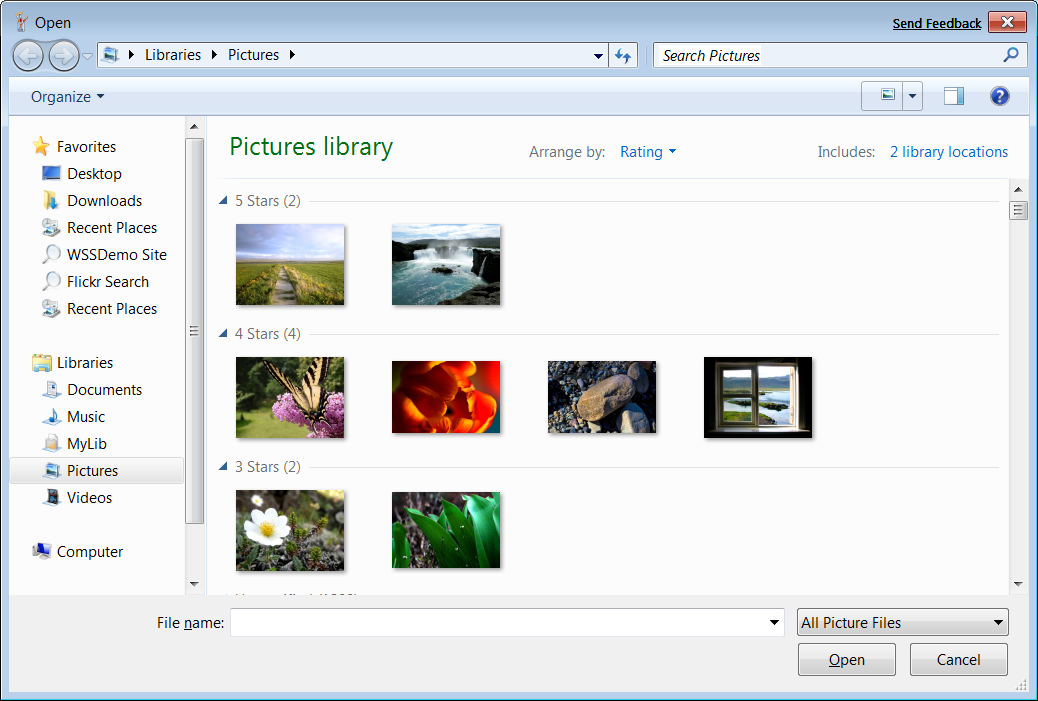 Open
Send Feedback
Libraries Pictures
Search Pictures
Organize
Favorites
Desktop
Downloads
Recent Places
WSSDemo Site
Flickr Search
Recent Places
Libraries
Documents
Music
MyLib
Pictures
Videos
Computer
Pictures library
Arrange by: Rating
Includes: 2 library locations
5 Stars (2)
4 Stars (4)
3 Stars (2)
File name:
All Picture Files
Open Cancel